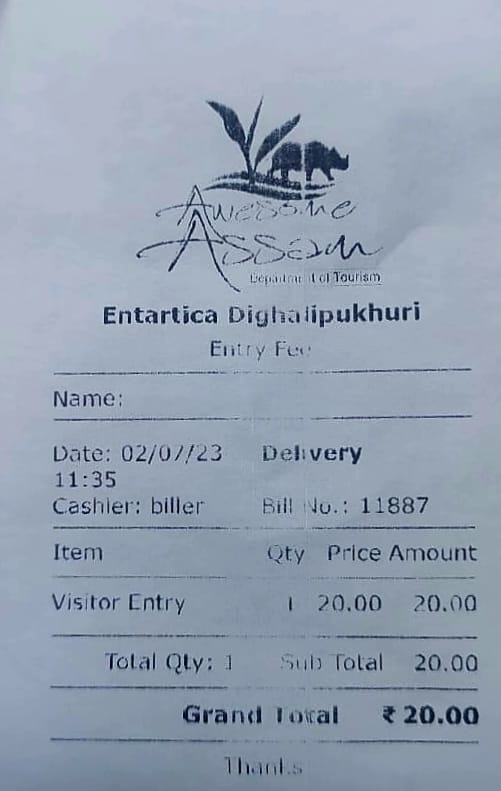 Awesome
Assam
Department of Tourism
Entartica Dighalipukhuri
Entry Fee
Name:
Date: 02/07/23 Delivery
11:35
Cashier: biller Bill No.: 11887
Item Qty Price Amount
Visitor Entry 1 20.00 20.00
Total Qty: 1 Sub Total 20.00
Grand Total ₹ 20.00
Thanks